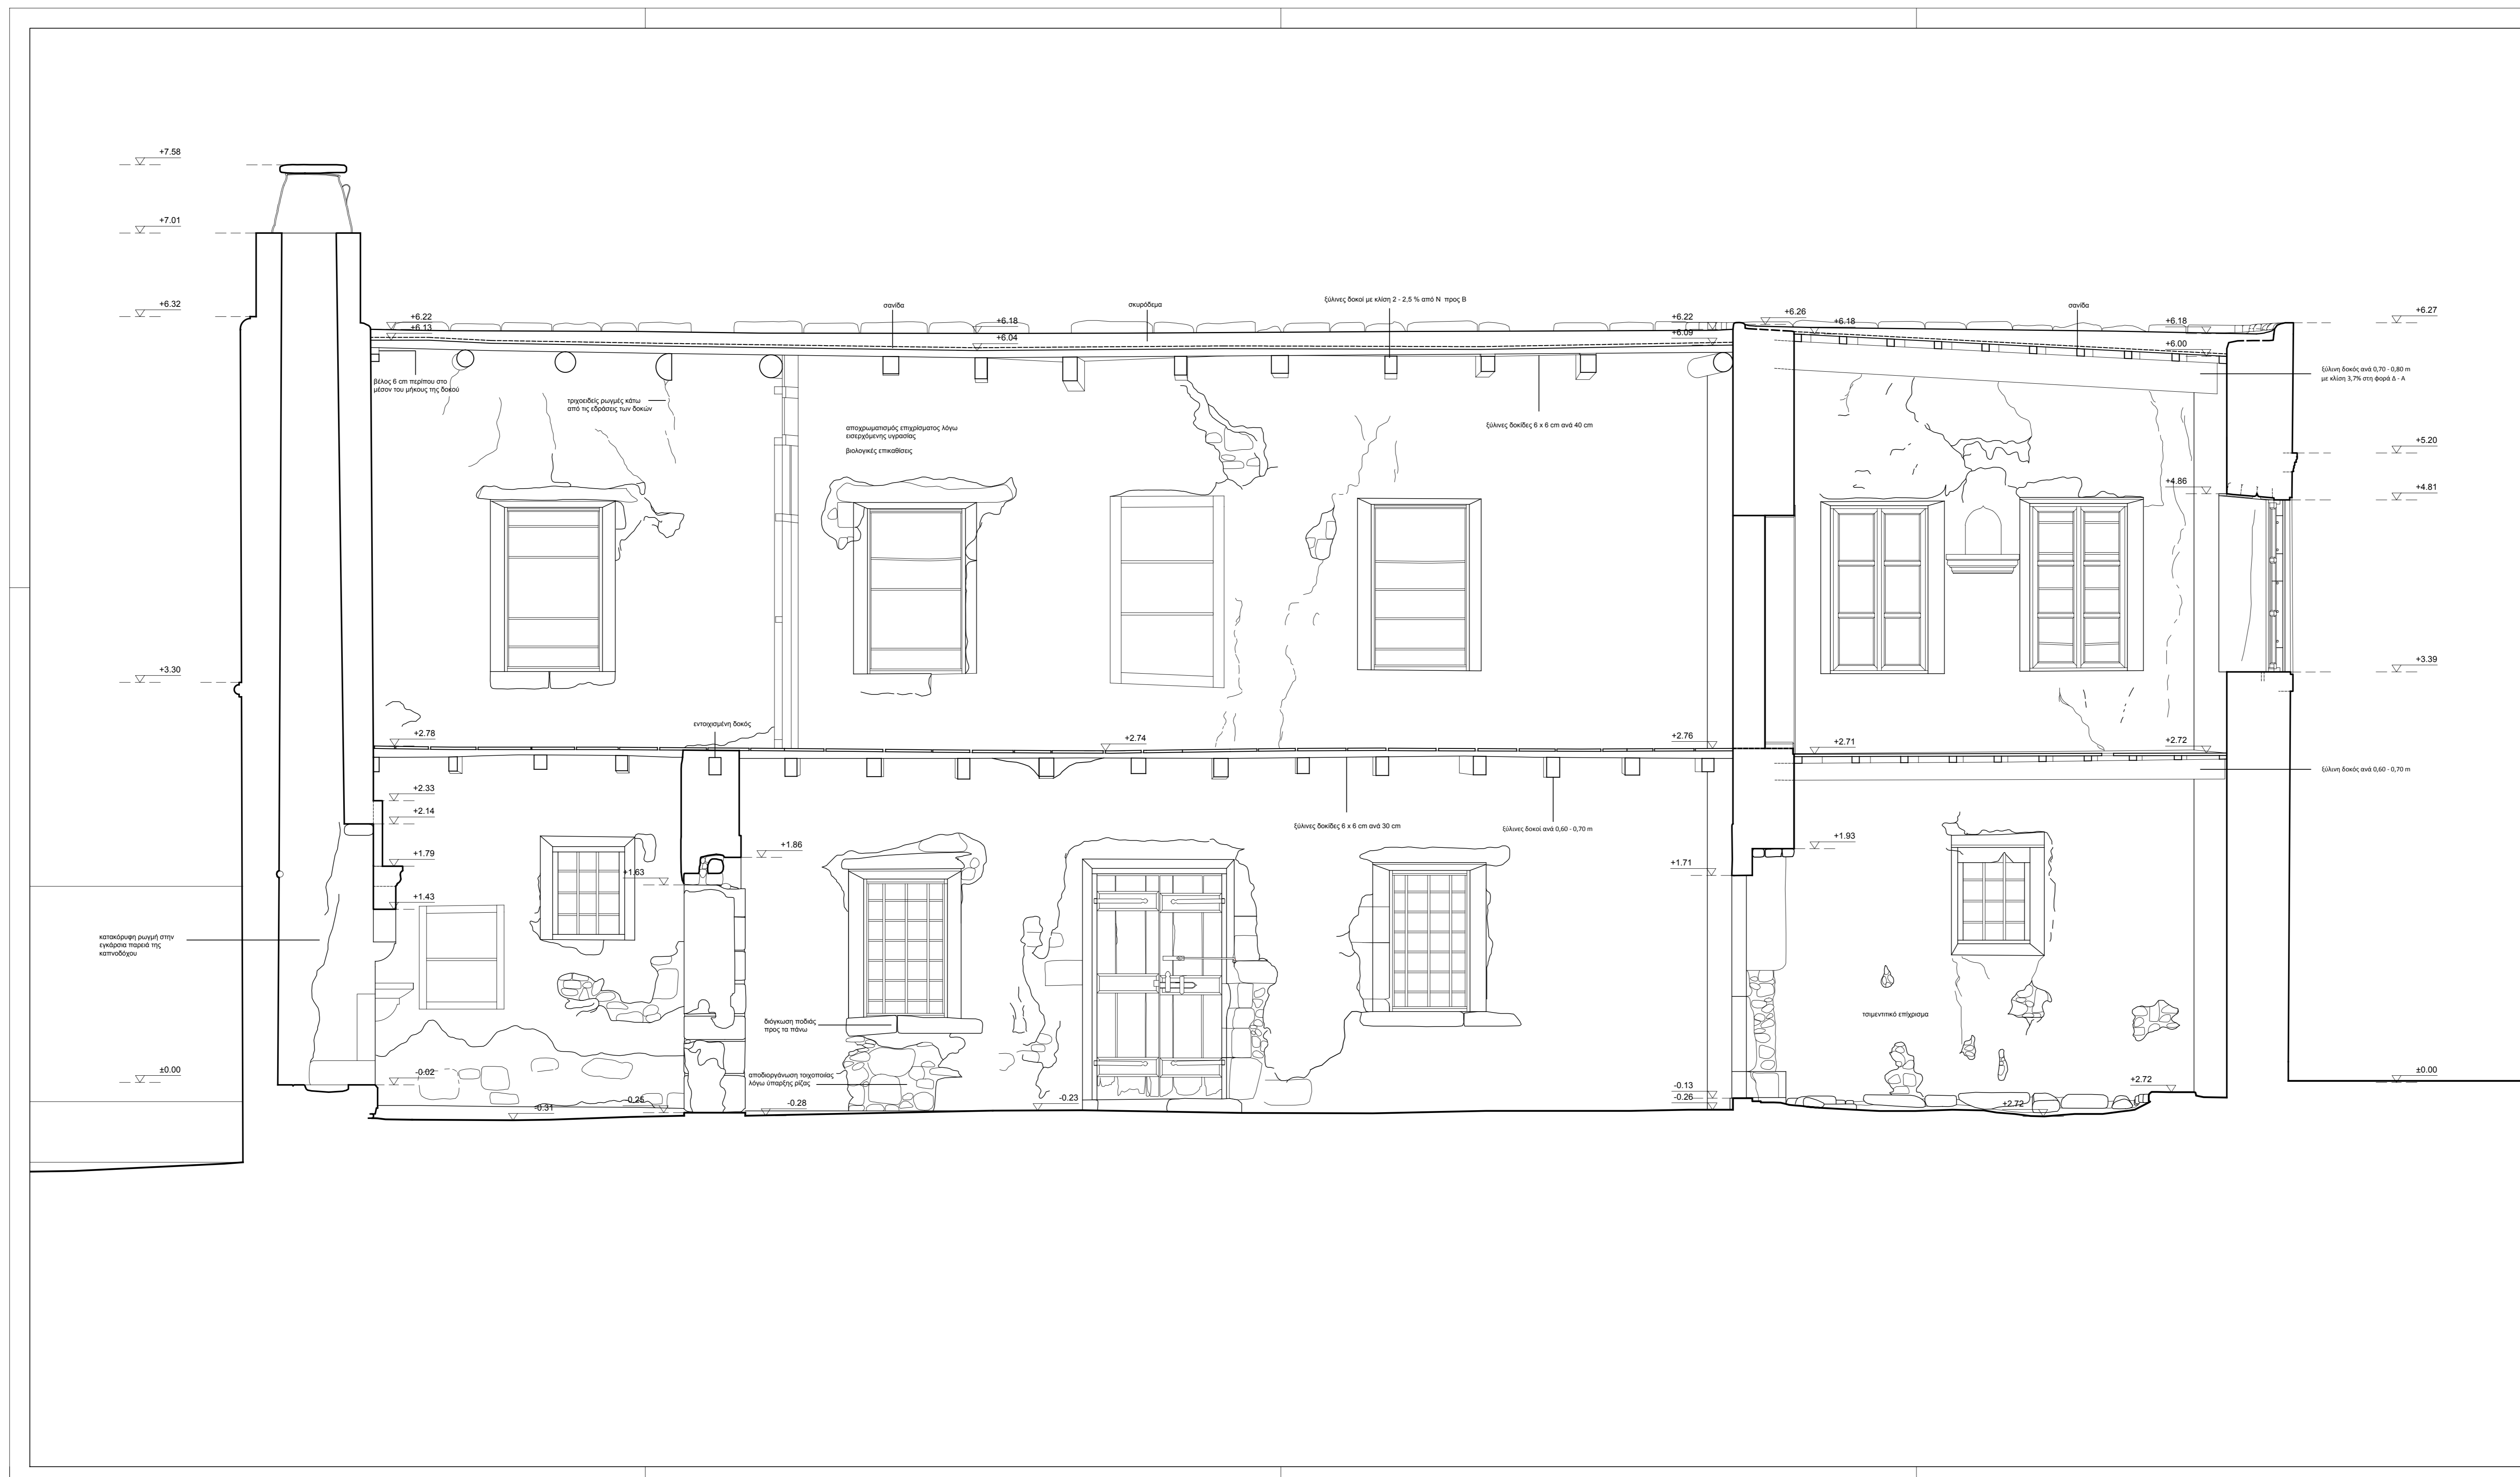 +7.58
+7.01
+6.32
+3.30
±0.00
+6.22
+6.13
σανίδα
+6.18
+6.04
σκυρόδεμα
ξύλινες δοκοί με κλίση 2 - 2,5 % από Ν προς Β
+6.22
+6.09
+6.26
+6.18
σανίδα
+6.18
+6.00
+6.27
βέλος 6 cm περίπου στο
μέσον του μήκους της δοκού
τριχοειδείς ρωγμές κάτω
από τις εδράσεις των δοκών
αποχρωματισμός επιχρίσματος λόγω
εισερχόμενης υγρασίας
βιολογικές επικαθίσεις
ξύλινες δοκίδες 6 x 6 cm ανά 40 cm
ξύλινη δοκός ανά 0,70 - 0,80 m
με κλίση 3,7% στη φορά Δ - Α
+5.20
+4.86
+4.81
+3.39
+2.78
εντοιχισμένη δοκός
+2.74
+2.76
+2.71
+2.72
ξύλινη δοκός ανά 0,60 - 0,70 m
+2.33
+2.14
+1.79
+1.43
+1.63
+1.86
ξύλινες δοκίδες 6 x 6 cm ανά 30 cm
ξύλινες δοκοί ανά 0,60 - 0,70 m
+1.71
+1.93
κατακόρυφη ρωγμή στην
εγκάρσια παρειά της
καπνοδόχου
διόγκωση ποδιάς
προς τα πάνω
αποδιοργάνωση τοιχοποιίας
λόγω ύπαρξης ρίζας
τσιμεντιτικό επίχρισμα
-0.02
-0.31
-0.25
-0.28
-0.23
-0.13
-0.26
+2.72
+2.72
±0.00